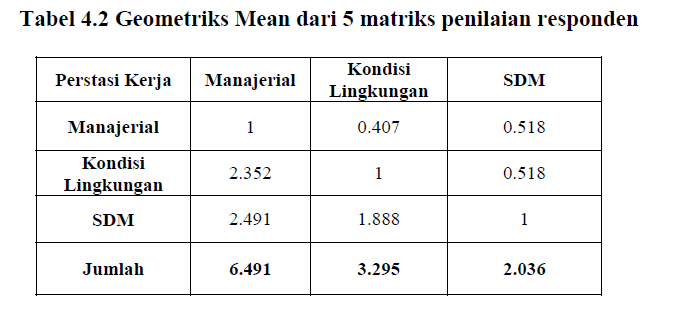 Tabel 4.2 Geometriks Mean dari 5 matriks penilaian responden
Perstasi Kerja Manajerial Kondisi Lingkungan SDM
Manajerial 1 0.407 0.518
Kondisi Lingkungan 2.352 1 0.518
SDM 2.491 1.888 1
Jumlah 6.491 3.295 2.036